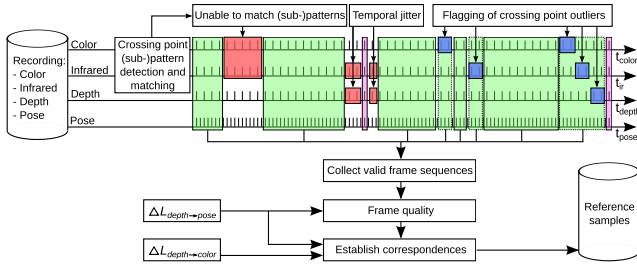 Unable to match (sub-)patterns
Temporal jitter
Flagging of crossing point outliers
Recording:
- Color
- Infrared
- Depth
- Pose
Color
Infrared
Depth
Pose
Crossing point
(sub-)pattern
detection and
matching
t_color
t_ir
t_depth
t_pose
Collect valid frame sequences
ΔL_depth→pose
Frame quality
ΔL_depth→color
Establish correspondences
Reference
samples